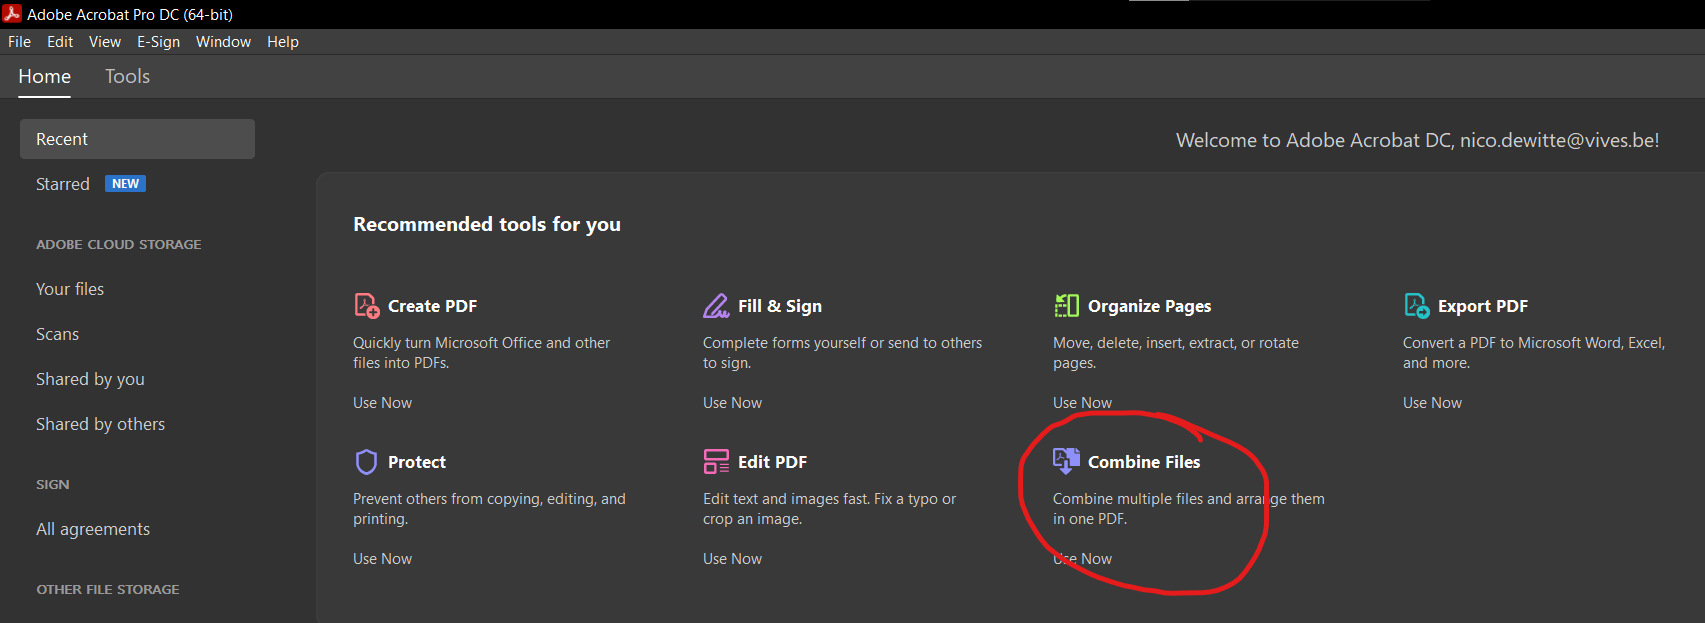 Adobe Acrobat Pro DC (64-bit)
File Edit View E-Sign Window Help
Home Tools
Recent
Starred NEW
ADOBE CLOUD STORAGE
Your files
Scans
Shared by you
Shared by others
SIGN
All agreements
OTHER FILE STORAGE
Welcome to Adobe Acrobat DC, nico.dewitte@vives.be!
Recommended tools for you
Create PDF
Quickly turn Microsoft Office and other
files into PDFs.
Use Now
Fill & Sign
Complete forms yourself or send to others
to sign.
Use Now
Organize Pages
Move, delete, insert, extract, or rotate
pages.
Use Now
Export PDF
Convert a PDF to Microsoft Word, Excel,
and more.
Use Now
Protect
Prevent others from copying, editing, and
printing.
Use Now
Edit PDF
Edit text and images fast. Fix a typo or
crop an image.
Use Now
Combine Files
Combine multiple files and arrange them
in one PDF.
Use Now